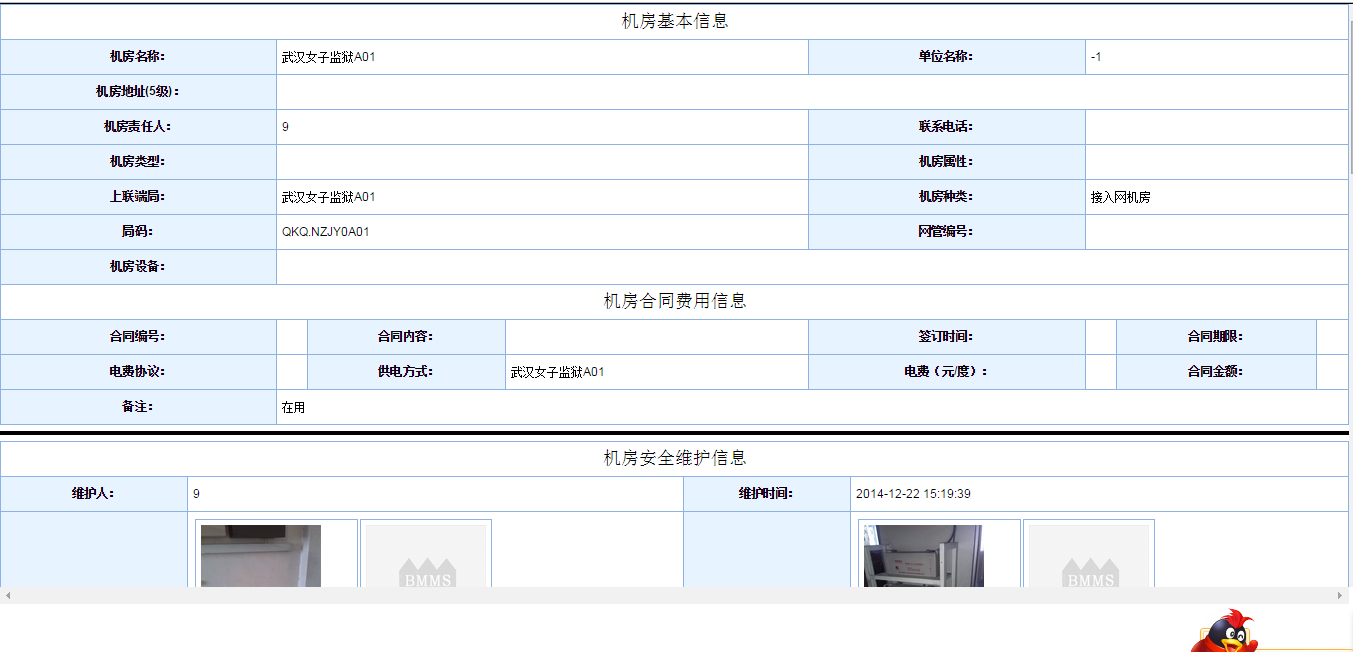 机房基本信息
机房名称： 武汉女子监狱A01 单位名称： -1
机房地址(5级)：
机房责任人： 9 联系电话：
机房类型： 机房属性：
上联端局： 武汉女子监狱A01 机房种类： 接入网机房
局码： QKQ.NZJY0A01 网管编号：
机房设备：
机房合同费用信息
合同编号： 合同内容： 签订时间： 合同期限：
电费协议： 供电方式： 武汉女子监狱A01 电费（元/度）： 合同金额：
备注： 在用
机房安全维护信息
维护人： 9 维护时间： 2014-12-22 15:19:39
BMMS BMMS